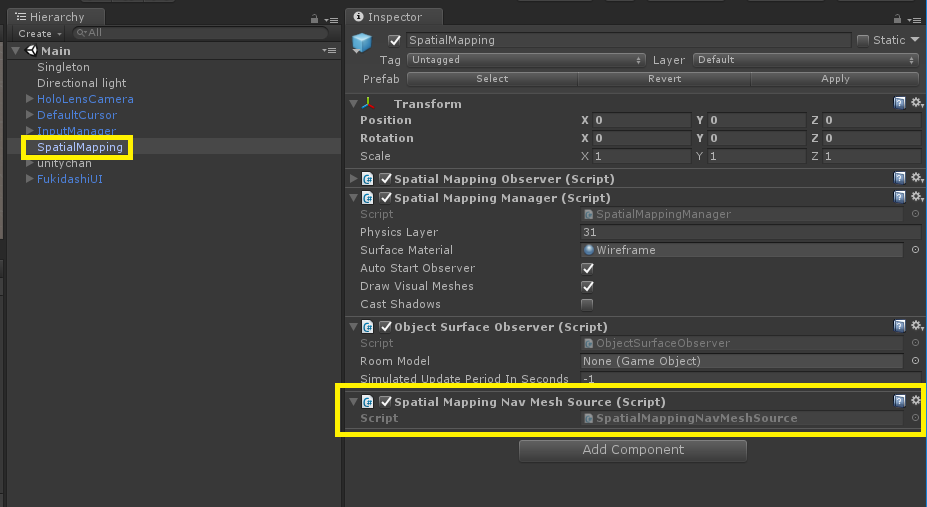 Hierarchy
Create
All
Main
Singleton
Directional light
HoloLensCamera
DefaultCursor
InputManager
SpatialMapping
unitychan
FukidashiUI
Inspector
SpatialMapping
Static
Tag Untagged Layer Default
Prefab Select Revert Apply
Transform
Position X 0 Y 0 Z 0
Rotation X 0 Y 0 Z 0
Scale X 1 Y 1 Z 1
Spatial Mapping Observer (Script)
Spatial Mapping Manager (Script)
Script SpatialMappingManager
Physics Layer 31
Surface Material Wireframe
Auto Start Observer
Draw Visual Meshes
Cast Shadows
Object Surface Observer (Script)
Script ObjectSurfaceObserver
Room Model None (Game Object)
Simulated Update Period In Seconds -1
Spatial Mapping Nav Mesh Source (Script)
Script SpatialMappingNavMeshSource
Add Component